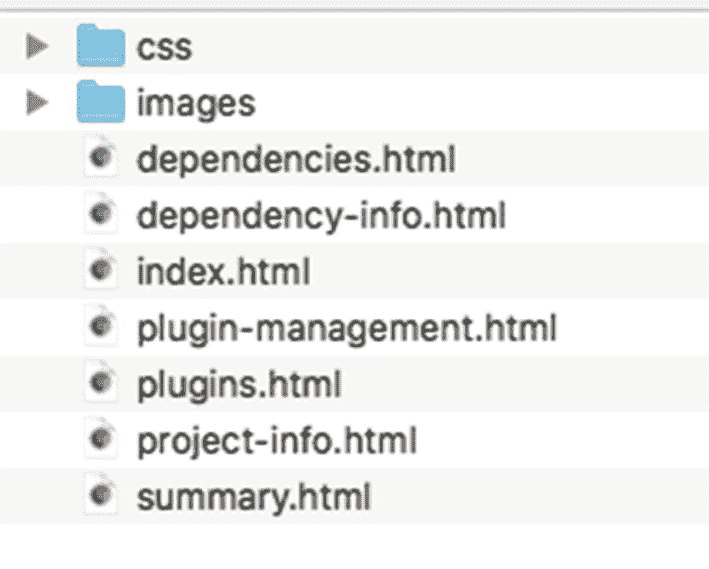 css
images
dependencies.html
dependency-info.html
index.html
plugin-management.html
plugins.html
project-info.html
summary.html